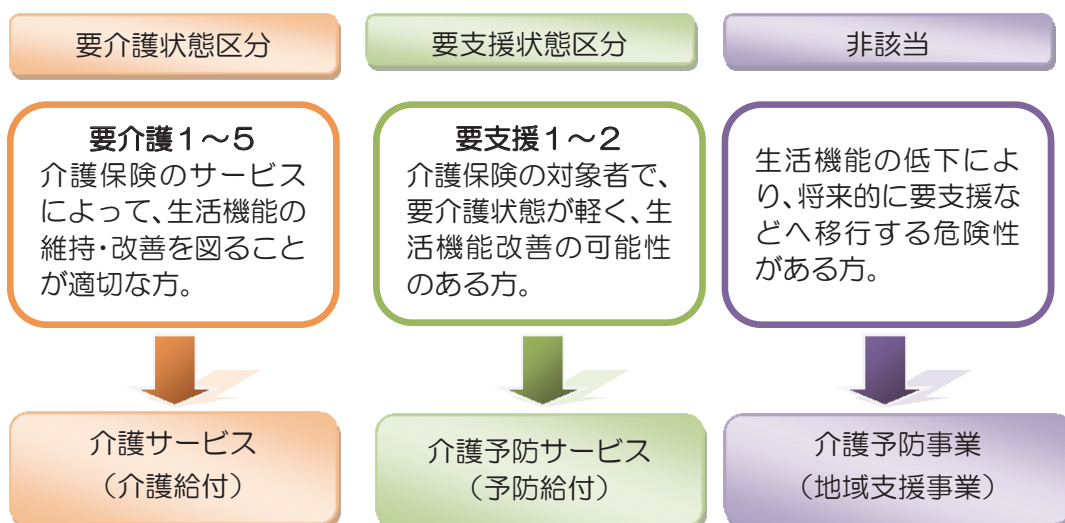 要介護状態区分
要支援状態区分
非該当
要介護1~5
介護保険のサービス
によって、生活機能の
維持・改善を図ること
が適切な方。
要支援1~2
介護保険の対象者で、
要介護状態が軽く、生
活機能改善の可能性
のある方。
生活機能の低下によ
り、将来的に要支援な
どへ移行する危険性
がある方。
介護サービス
(介護給付)
介護予防サービス
(予防給付)
介護予防事業
(地域支援事業)